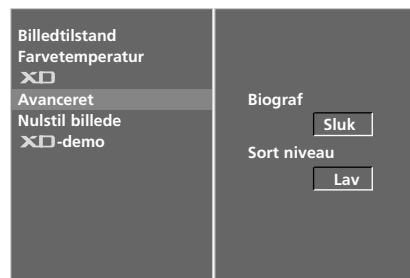 Billedtilstand
Farvetemperatur
XD
Avanceret
Nulstil billede
XD-demo
Biograf
Sluk
Sort niveau
Lav